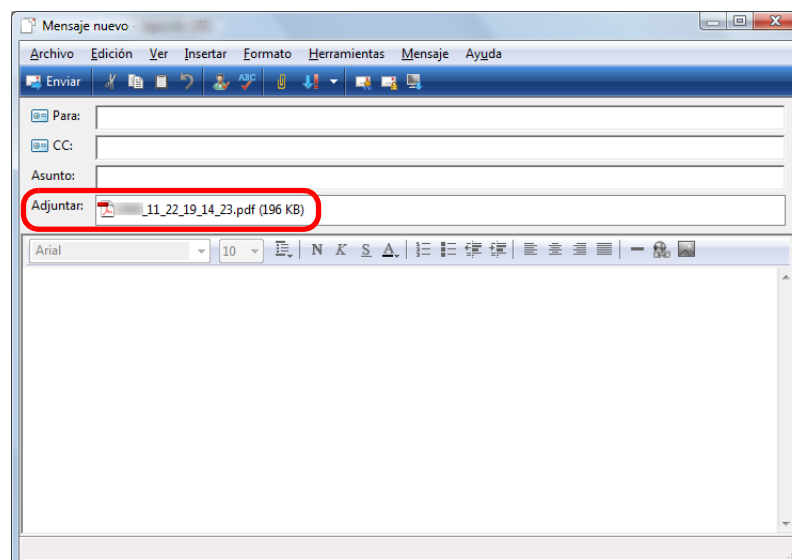 Mensaje nuevo
Archivo Edición Ver Insertar Formato Herramientas Mensaje Ayuda
Enviar ABC
Para:
CC:
Asunto:
Adjuntar: _11_22_19_14_23.pdf (196 KB)
Arial 10 N K S A